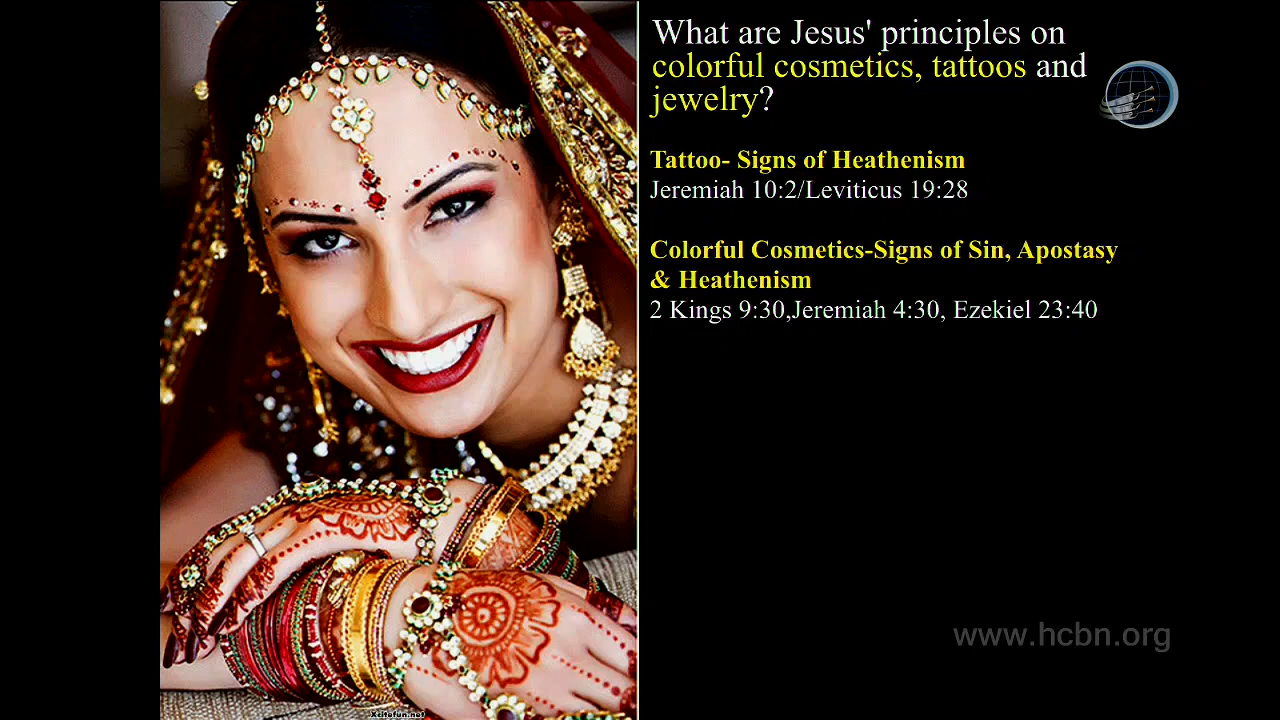 What are Jesus' principles on
colorful cosmetics, tattoos and
jewelry?
Tattoo- Signs of Heathenism
Jeremiah 10:2/Leviticus 19:28
Colorful Cosmetics-Signs of Sin, Apostasy
& Heathenism
2 Kings 9:30,Jeremiah 4:30, Ezekiel 23:40
www.hcbn.org
Xcitefun.net